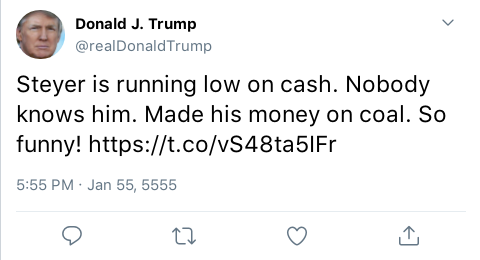 Donald J. Trump
@realDonaldTrump
Steyer is running low on cash. Nobody
knows him. Made his money on coal. So
funny! https://t.co/vS48ta5lFr
5:55 PM · Jan 55, 5555